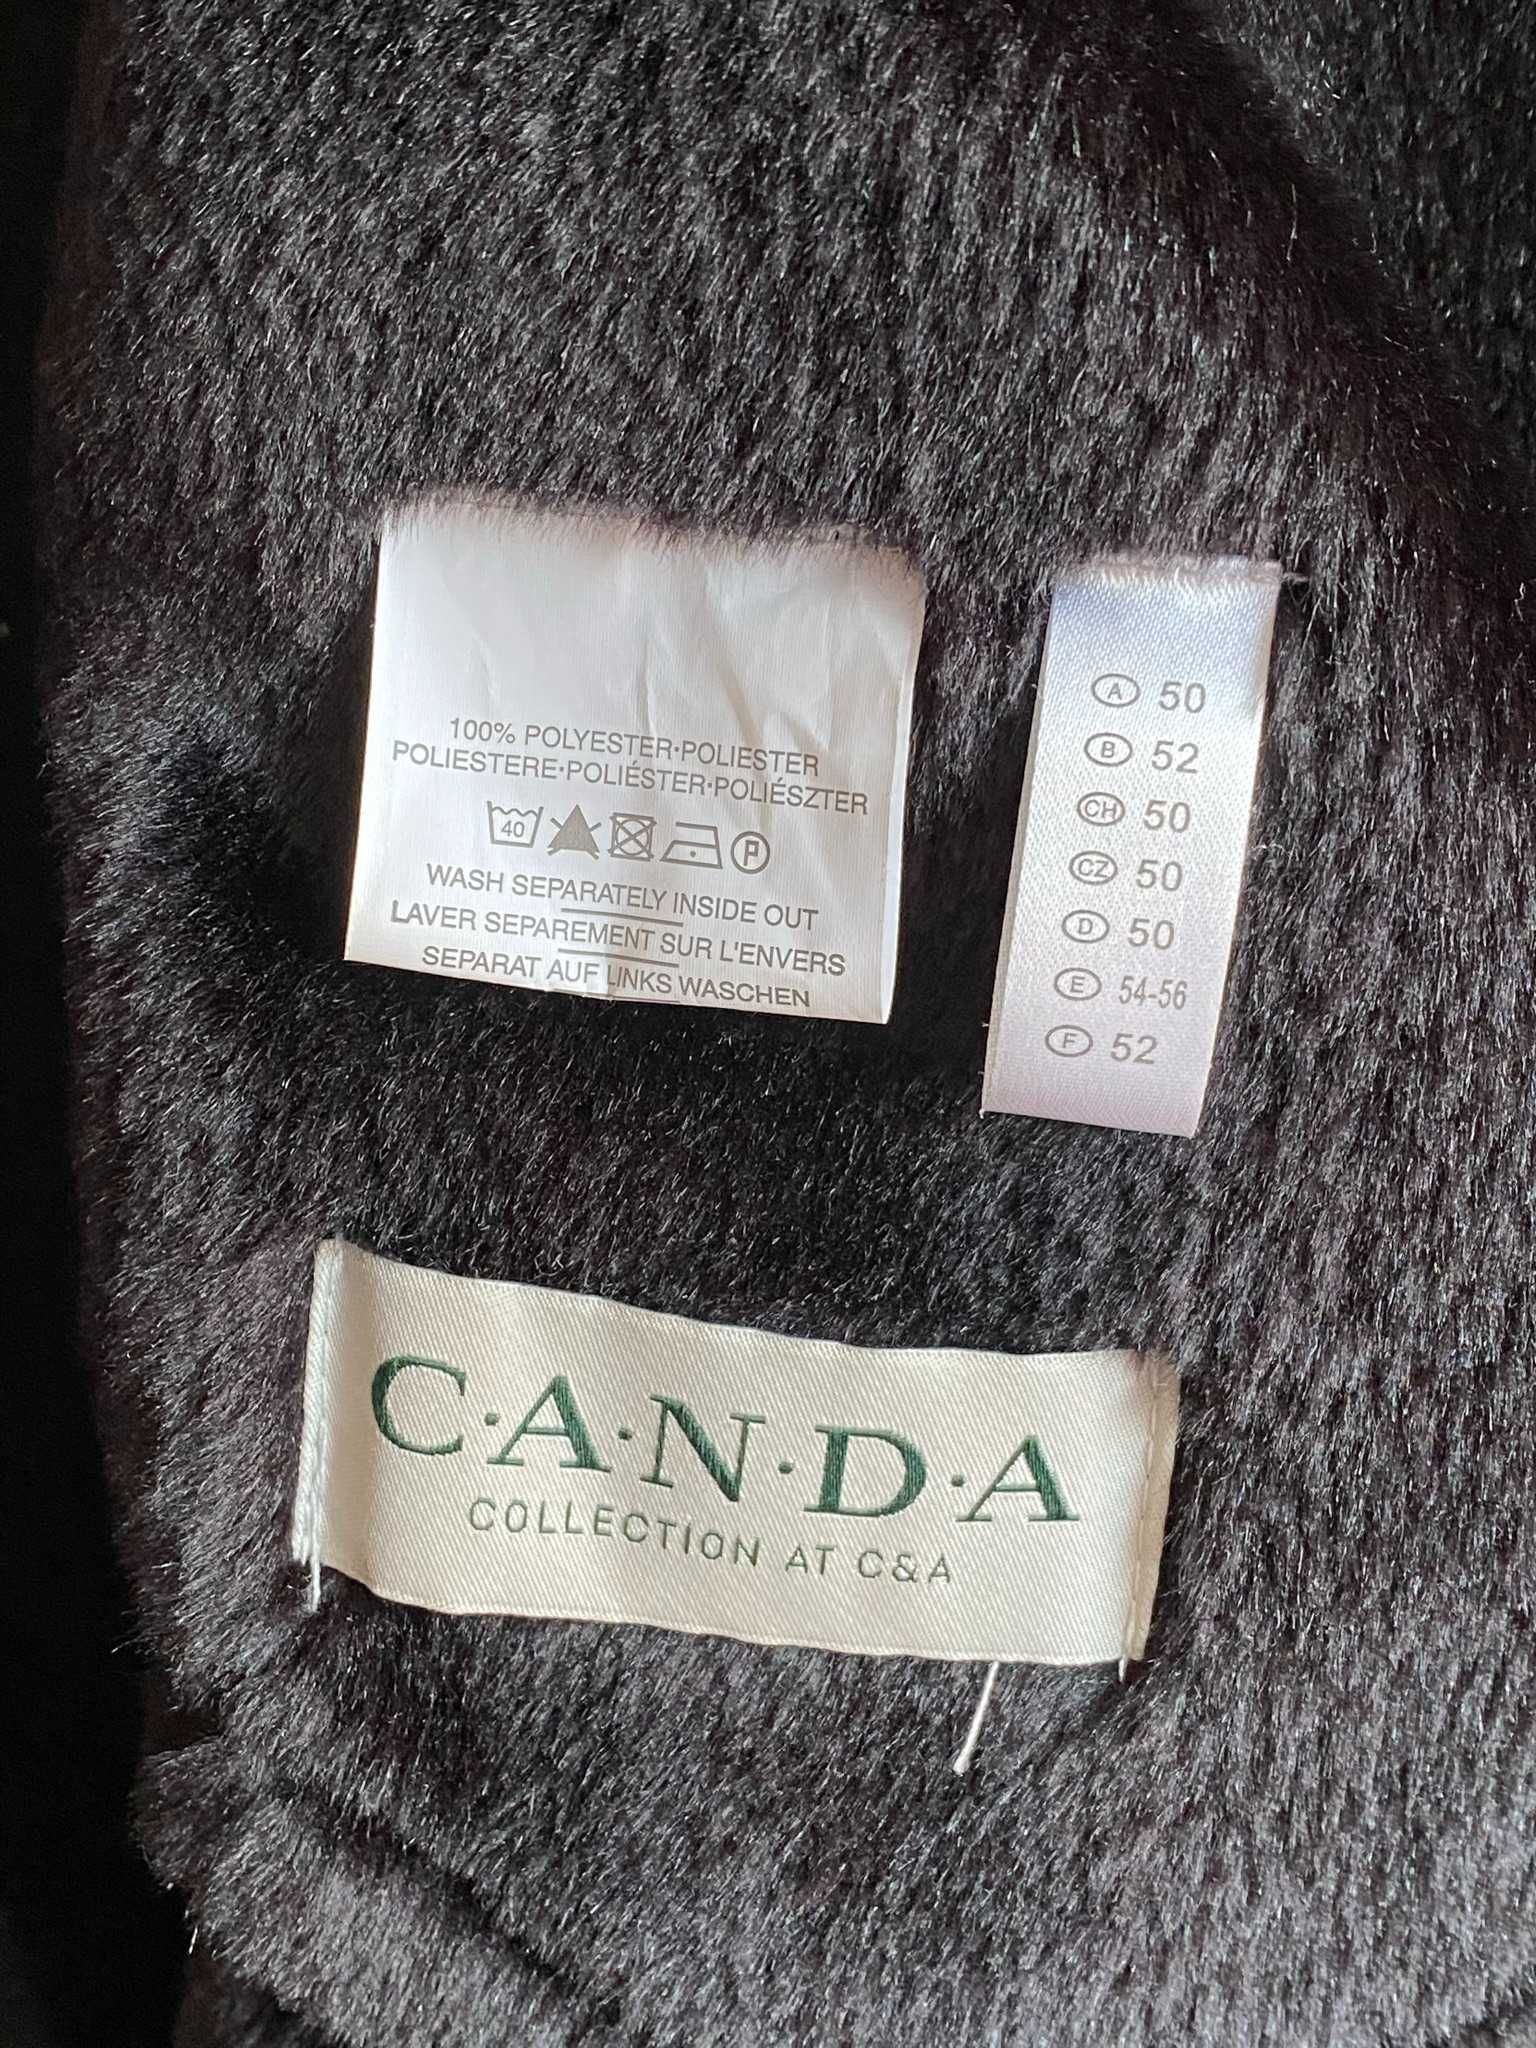 100% POLYESTER·POLIESTER
POLIESTERE·POLIÉSTER·POLIÉSZTER
40 P
WASH SEPARATELY INSIDE OUT
LAVER SEPAREMENT SUR L'ENVERS
SEPARAT AUF LINKS WASCHEN
A 50
B 52
CH 50
CZ 50
D 50
E 54-56
F 52
C·A·N·D·A
COLLECTION AT C&A